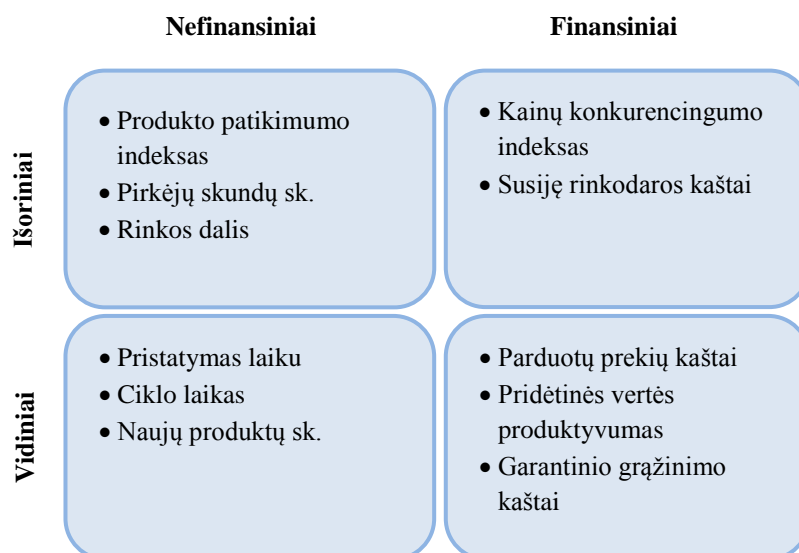 Nefinansiniai
Finansiniai
Išoriniai
• Produkto patikimumo
indeksas
• Pirkėjų skundų sk.
• Rinkos dalis
• Kainų konkurencingumo
indeksas
• Susiję rinkodaros kaštai
Vidiniai
• Pristatymas laiku
• Ciklo laikas
• Naujų produktų sk.
• Parduotų prekių kaštai
• Pridėtinės vertės
produktyvumas
• Garantinio grąžinimo
kaštai